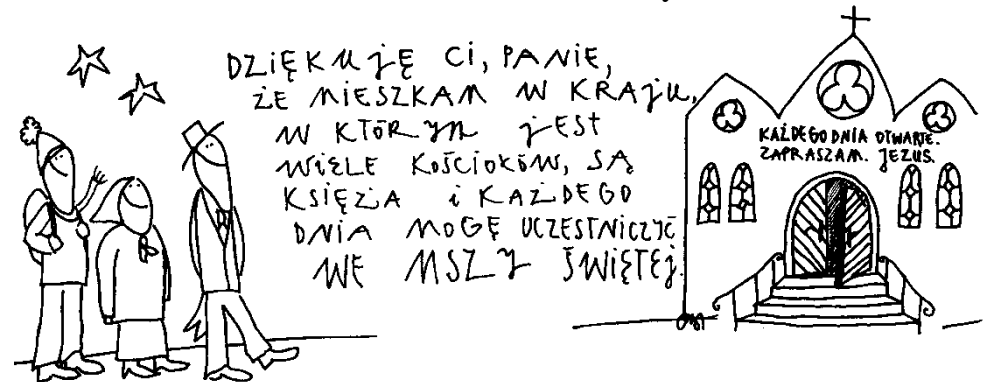 DZIĘKUJĘ CI, PANIE,
ŻE MIESZKAM W KRAJU,
W KTÓRYM JEST
WIELE KOŚCIOŁÓW, SĄ
KSIĘŻA i KAŻDEGO
DNIA MOGĘ UCZESTNICZYĆ
WE MSZY ŚWIĘTEJ.
KAŻDEGO DNIA OTWARTE.
ZAPRASZAM. JEZUS.